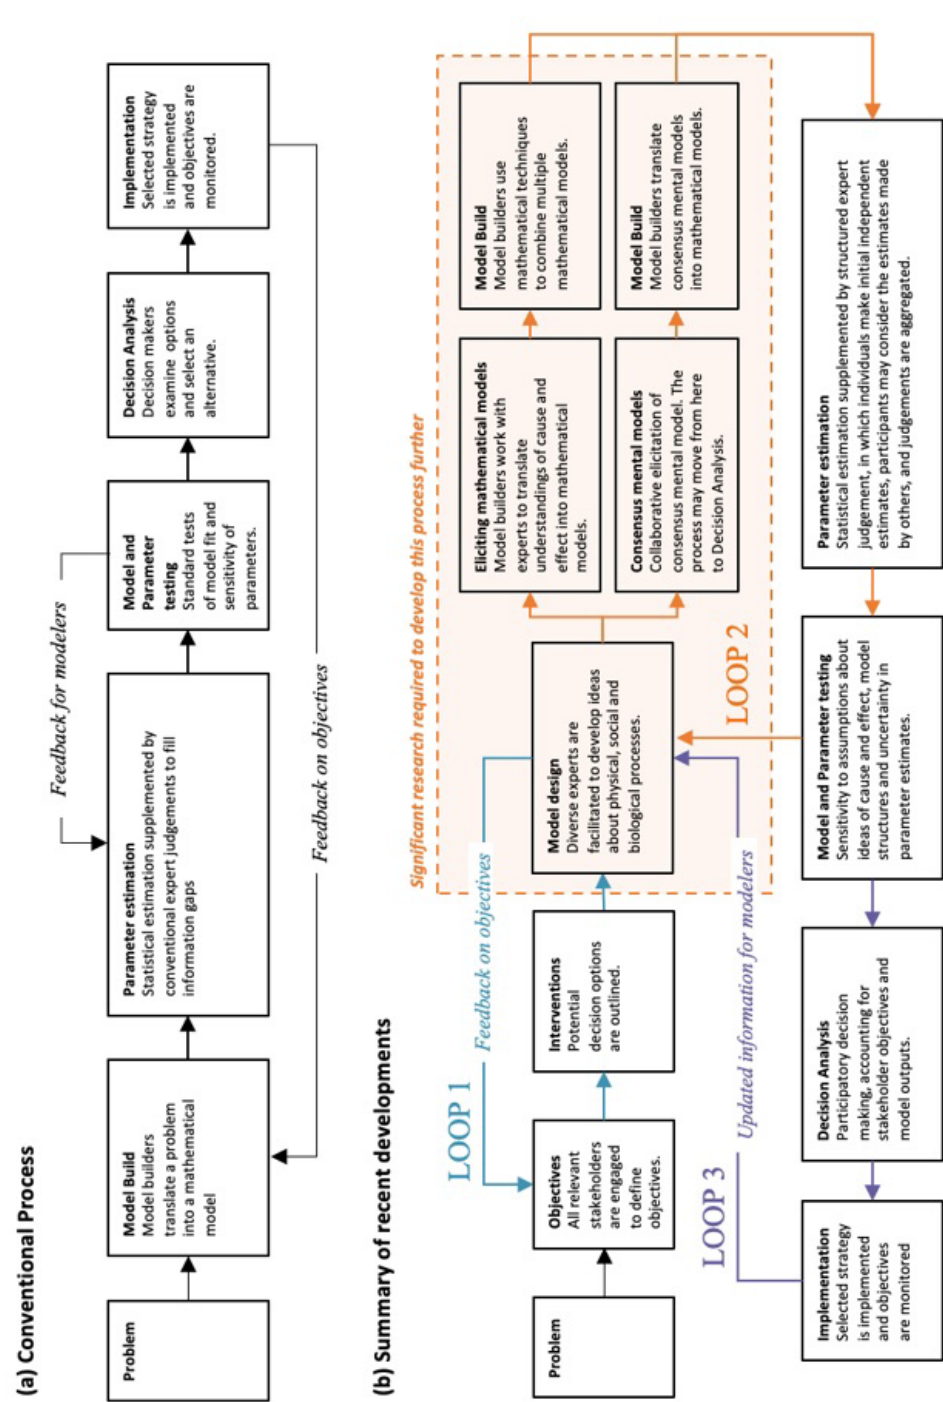 (a) Conventional Process
Problem
Model Build
Model builders
translate a problem
into a mathematical
model
Parameter estimation
Statistical estimation supplemented by
conventional expert judgements to fill
information gaps
Model and
Parameter
testing
Standard tests
of model fit and
sensitivity of
parameters.
Decision Analysis
Decision makers
examine options
and select an
alternative.
Implementation
Selected strategy
is implemented
and objectives are
monitored.
Feedback for modelers
Feedback on objectives
(b) Summary of recent developments
Significant research required to develop this process further
LOOP 1
Feedback on objectives
Problem
Objectives
All relevant
stakeholders
are engaged
to define
objectives.
Interventions
Potential
decision options
are outlined.
Model design
Diverse experts are
facilitated to develop ideas
about physical, social and
biological processes.
Eliciting mathematical models
Model builders work with
experts to translate
understandings of cause and
effect into mathematical
models.
Model Build
Model builders use
mathematical techniques
to combine multiple
mathematical models.
Consensus mental models
Collaborative elicitation of
consensus mental model. The
process may move from here
to Decision Analysis.
Model Build
Model builders translate
consensus mental models
into mathematical models.
LOOP 2
LOOP 3
Updated information for modelers
Implementation
Selected strategy
is implemented
and objectives
are monitored
Decision Analysis
Participatory decision
making, accounting for
stakeholder objectives and
model outputs.
Model and Parameter testing
Sensitivity to assumptions about
ideas of cause and effect, model
structures and uncertainty in
parameter estimates.
Parameter estimation
Statistical estimation supplemented by structured expert
judgement, in which individuals make initial independent
estimates, participants may consider the estimates made
by others, and judgements are aggregated.